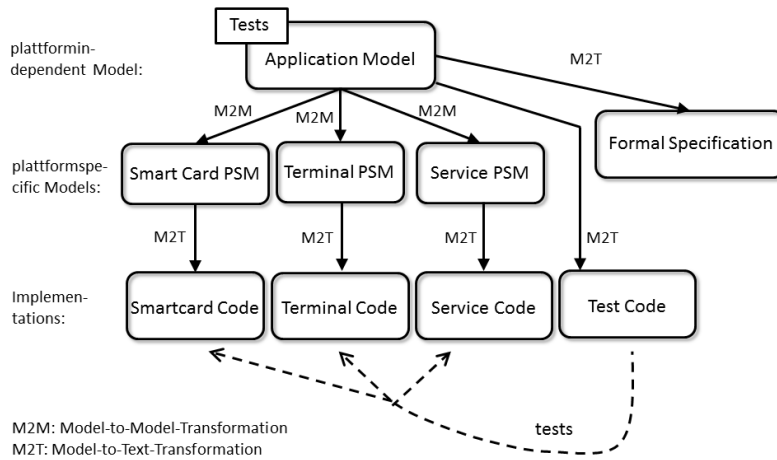 Tests
plattformin-
dependent Model:
Application Model
M2T
M2M
M2M
M2M
Formal Specification
plattformspe-
cific Models:
Smart Card PSM
Terminal PSM
Service PSM
M2T
M2T
M2T
M2T
Implemen-
tations:
Smartcard Code
Terminal Code
Service Code
Test Code
tests
M2M: Model-to-Model-Transformation
M2T: Model-to-Text-Transformation